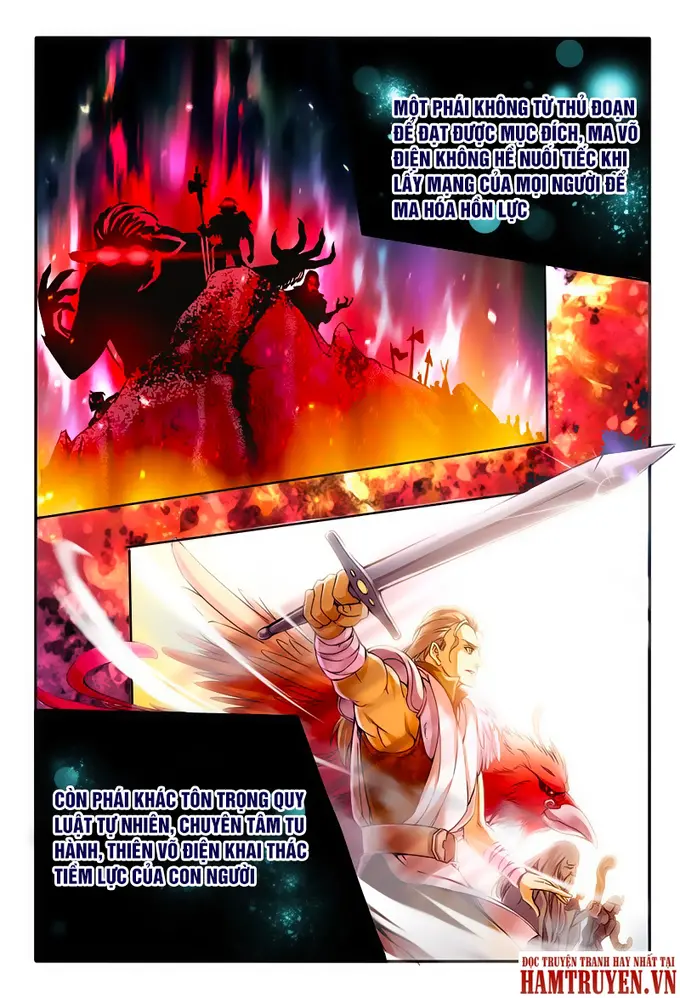 MỘT PHÁI KHÔNG TỪ THỦ ĐOẠN
ĐỂ ĐẠT ĐƯỢC MỤC ĐÍCH, MA VÕ
ĐIỆN KHÔNG HỀ NUỐI TIẾC KHI
LẤY MẠNG CỦA MỌI NGƯỜI ĐỂ
MA HÓA HỒN LỰC
CÒN PHÁI KHÁC TÔN TRỌNG QUY
LUẬT TỰ NHIÊN, CHUYÊN TÂM TU
HÀNH, THIÊN VÕ ĐIỆN KHAI THÁC
TIỀM LỰC CỦA CON NGƯỜI
ĐỌC TRUYỆN TRANH HAY NHẤT TẠI
HAMTRUYEN.VN